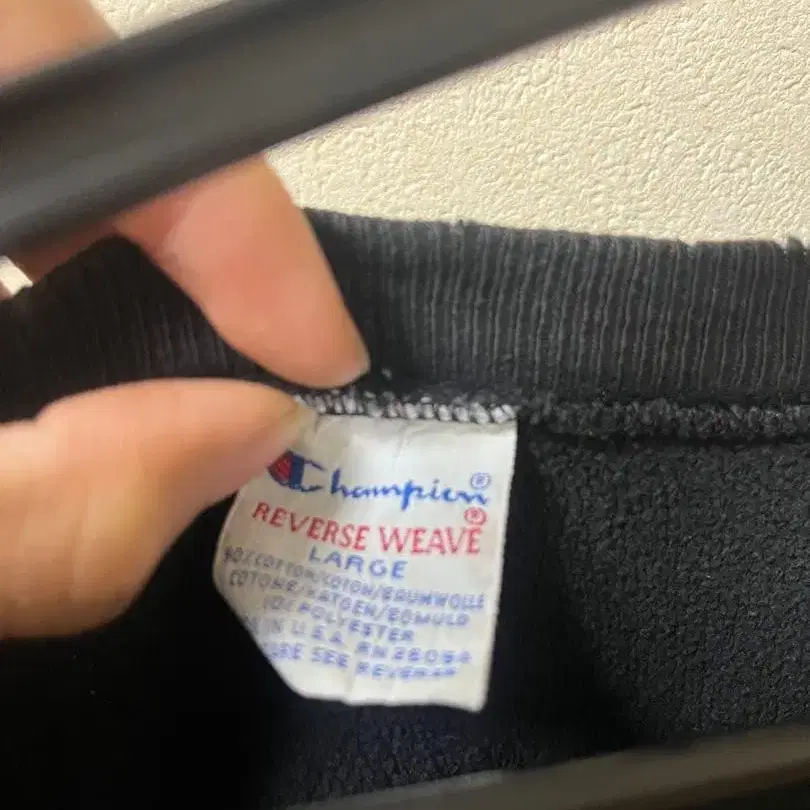 Champion®
REVERSE WEAVE®
LARGE
90%COTTON/COTON/BAUMWOLLE
COTONE/KATOEN/BOMULD
10%POLYESTER
IN U.S.A. RN 26094
SEE REVERSE